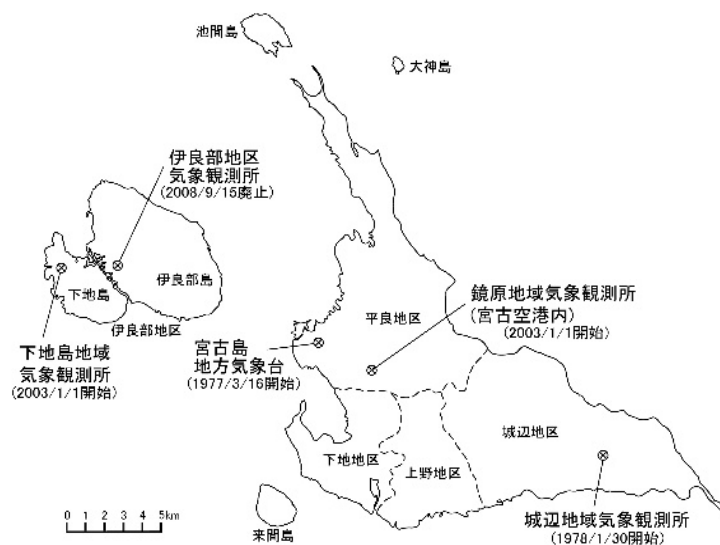 池間島
大神島
伊良部地区
気象観測所
(2008/9/15廃止)
伊良部島
下地島
伊良部地区
下地島地域
気象観測所
(2003/1/1開始)
平良地区
鏡原地域気象観測所
(宮古空港内)
(2003/1/1開始)
宮古島
地方気象台
(1977/3/16開始)
城辺地区
下地地区
上野地区
来間島
城辺地域気象観測所
(1978/1/30開始)
0 1 2 3 4 5km